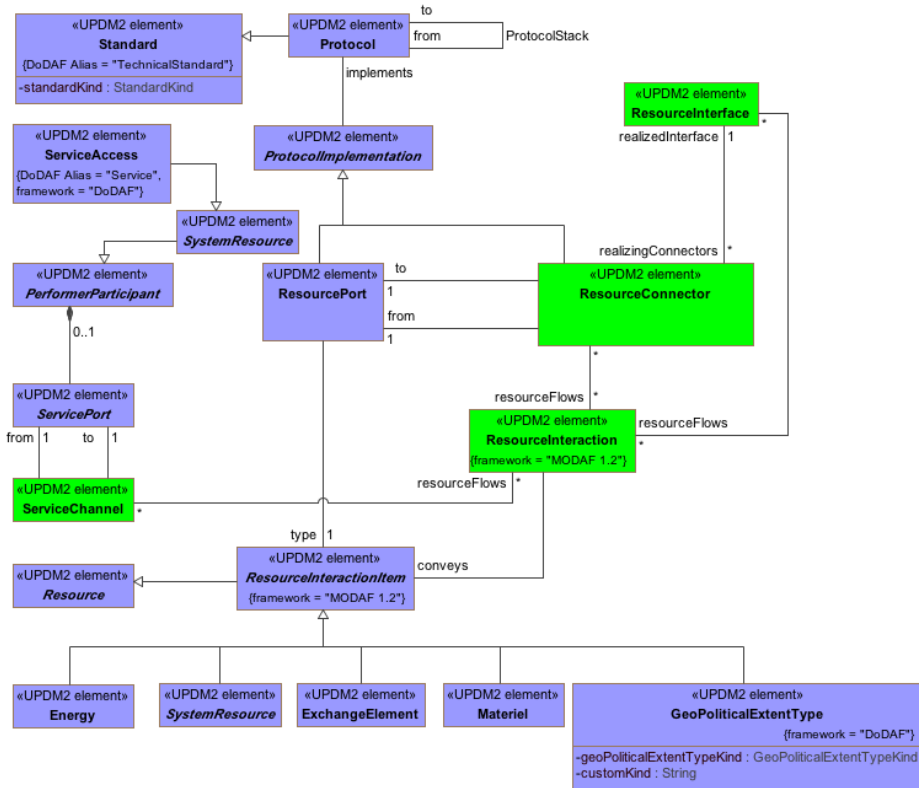 «UPDM2 element»
Standard
{DoDAF Alias = "TechnicalStandard"}
-standardKind : StandardKind
«UPDM2 element»
Protocol
to
from
ProtocolStack
implements
«UPDM2 element»
ResourceInterface
realizedInterface
1
*
«UPDM2 element»
ServiceAccess
{DoDAF Alias = "Service",
framework = "DoDAF"}
«UPDM2 element»
ProtocolImplementation
«UPDM2 element»
SystemResource
realizingConnectors
*
«UPDM2 element»
PerformerParticipant
0..1
«UPDM2 element»
ResourcePort
to
1
from
1
«UPDM2 element»
ResourceConnector
*
resourceFlows
*
«UPDM2 element»
ServicePort
from
1
to
1
«UPDM2 element»
ResourceInteraction
{framework = "MODAF 1.2"}
resourceFlows
*
resourceFlows
*
«UPDM2 element»
ServiceChannel
*
type
1
«UPDM2 element»
ResourceInteractionItem
{framework = "MODAF 1.2"}
conveys
«UPDM2 element»
Resource
«UPDM2 element»
Energy
«UPDM2 element»
SystemResource
«UPDM2 element»
ExchangeElement
«UPDM2 element»
Materiel
«UPDM2 element»
GeoPoliticalExtentType
{framework = "DoDAF"}
-geoPoliticalExtentTypeKind : GeoPoliticalExtentTypeKind
-customKind : String